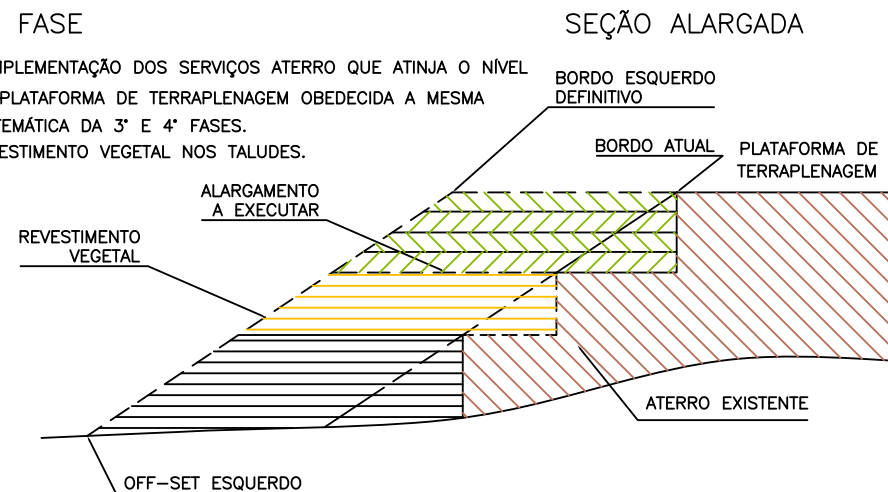 FASE
SEÇÃO ALARGADA
MPLEMENTAÇÃO DOS SERVIÇOS ATERRO QUE ATINJA O NÍVEL
PLATAFORMA DE TERRAPLENAGEM OBEDECIDA A MESMA
TEMÁTICA DA 3° E 4° FASES.
ESTIMENTO VEGETAL NOS TALUDES.
BORDO ESQUERDO
DEFINITIVO
BORDO ATUAL
PLATAFORMA DE
TERRAPLENAGEM
ALARGAMENTO
A EXECUTAR
REVESTIMENTO
VEGETAL
ATERRO EXISTENTE
OFF-SET ESQUERDO